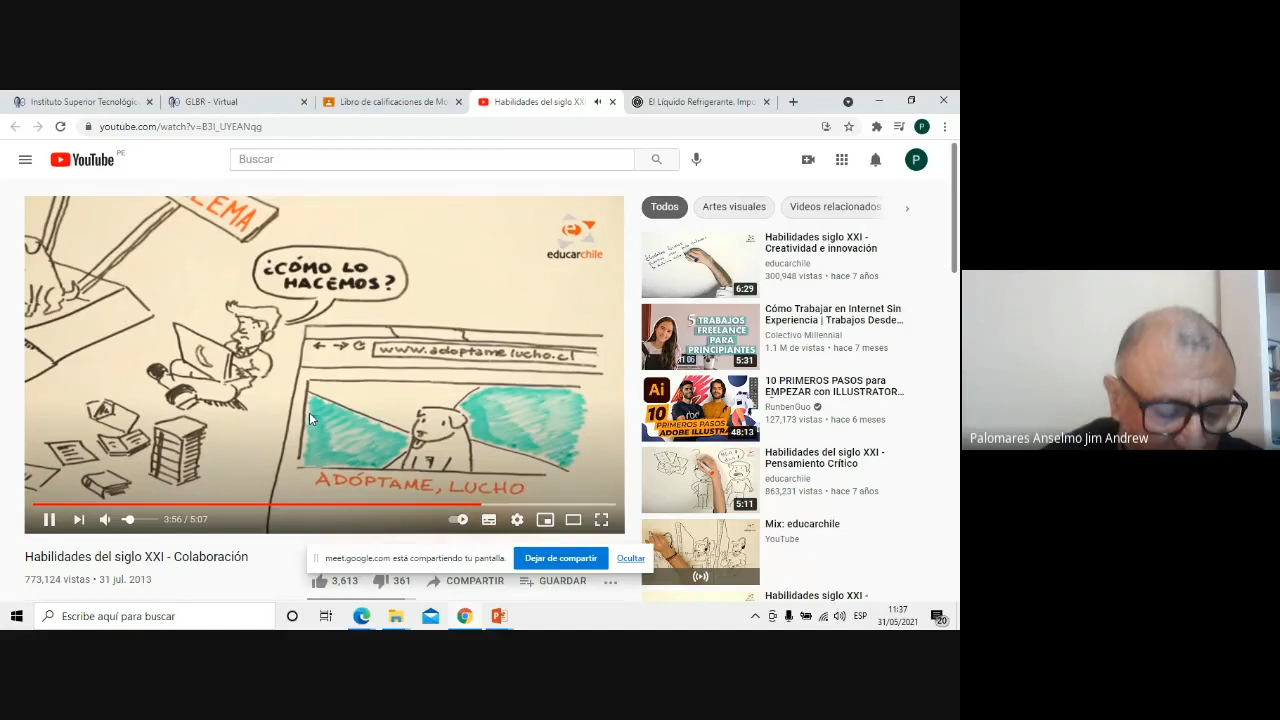 Instituto Superior Tecnológic
GLBR - Virtual
Libro de calificaciones de Mo
Habilidades del siglo XX
El Líquido Refrigerante. Impo
youtube.com/watch?v=B3I_UYEANqg
YouTube PE
Buscar
P
LEMA
¿CÓMO LO
HACEMOS?
educarchile
www.adoptamelucho.cl
ADÓPTAME, LUCHO
3:56 / 5:07
Habilidades del siglo XXI - Colaboración
773,124 vistas • 31 jul. 2013
meet.google.com está compartiendo tu pantalla.
Dejar de compartir
Ocultar
3,613
361
COMPARTIR
GUARDAR
Todos
Artes visuales
Videos relacionados
Habilidades siglo XXI -
Creatividad e innovación
educarchile
300,948 vistas • hace 7 años
6:29
5 TRABAJOS
FREELANCE
PARA
PRINCIPIANTES
5:31
Cómo Trabajar en Internet Sin
Experiencia | Trabajos Desde...
Colectivo Millennial
1.1 M de vistas • hace 7 meses
Ai
10
PRIMEROS PASOS
ADOBE ILLUSTRA
48:13
10 PRIMEROS PASOS para
EMPEZAR con ILLUSTRATOR...
RunbenGuo
127,173 vistas • hace 6 meses
Habilidades del siglo XXI -
Pensamiento Crítico
educarchile
863,231 vistas • hace 7 años
5:11
Mix: educarchile
YouTube
Habilidades del siglo XXI -
Escribe aquí para buscar
ESP
11:37
31/05/2021
20
Palomares Anselmo Jim Andrew